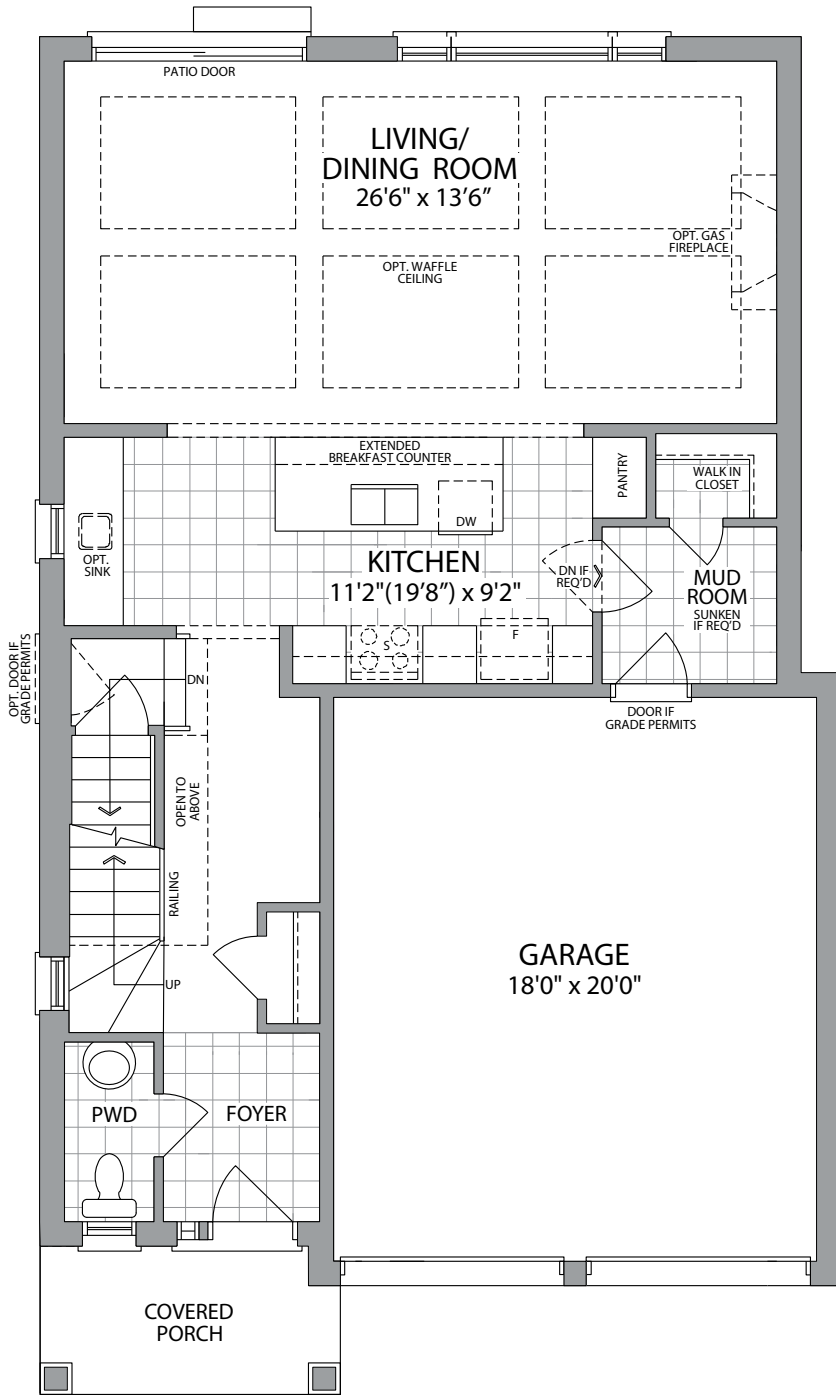 PATIO DOOR
LIVING/
DINING ROOM
26'6" x 13'6"
OPT. GAS
FIREPLACE
OPT. WAFFLE
CEILING
EXTENDED
BREAKFAST COUNTER
PANTRY
WALK IN
CLOSET
DW
OPT.
SINK
KITCHEN
11'2"(19'8") x 9'2"
DN IF
REQ'D
MUD
ROOM
SUNKEN
IF REQ'D
S
F
OPT. DOOR IF
GRADE PERMITS
DN
DOOR IF
GRADE PERMITS
OPEN TO
ABOVE
RAILING
UP
GARAGE
18'0" x 20'0"
PWD
FOYER
COVERED
PORCH